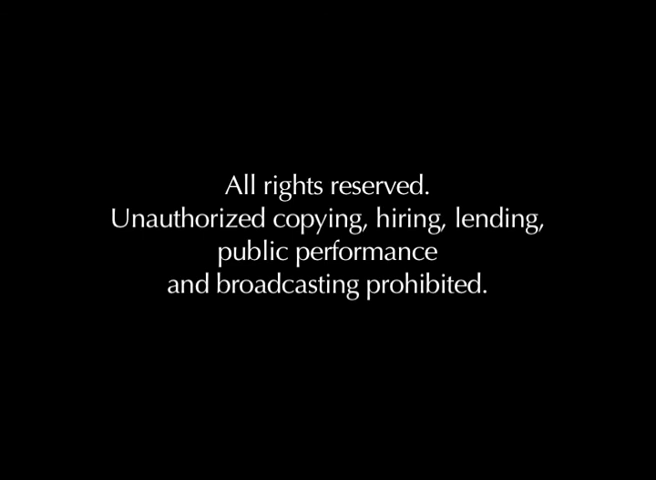 All rights reserved.
Unauthorized copying, hiring, lending,
public performance
and broadcasting prohibited.